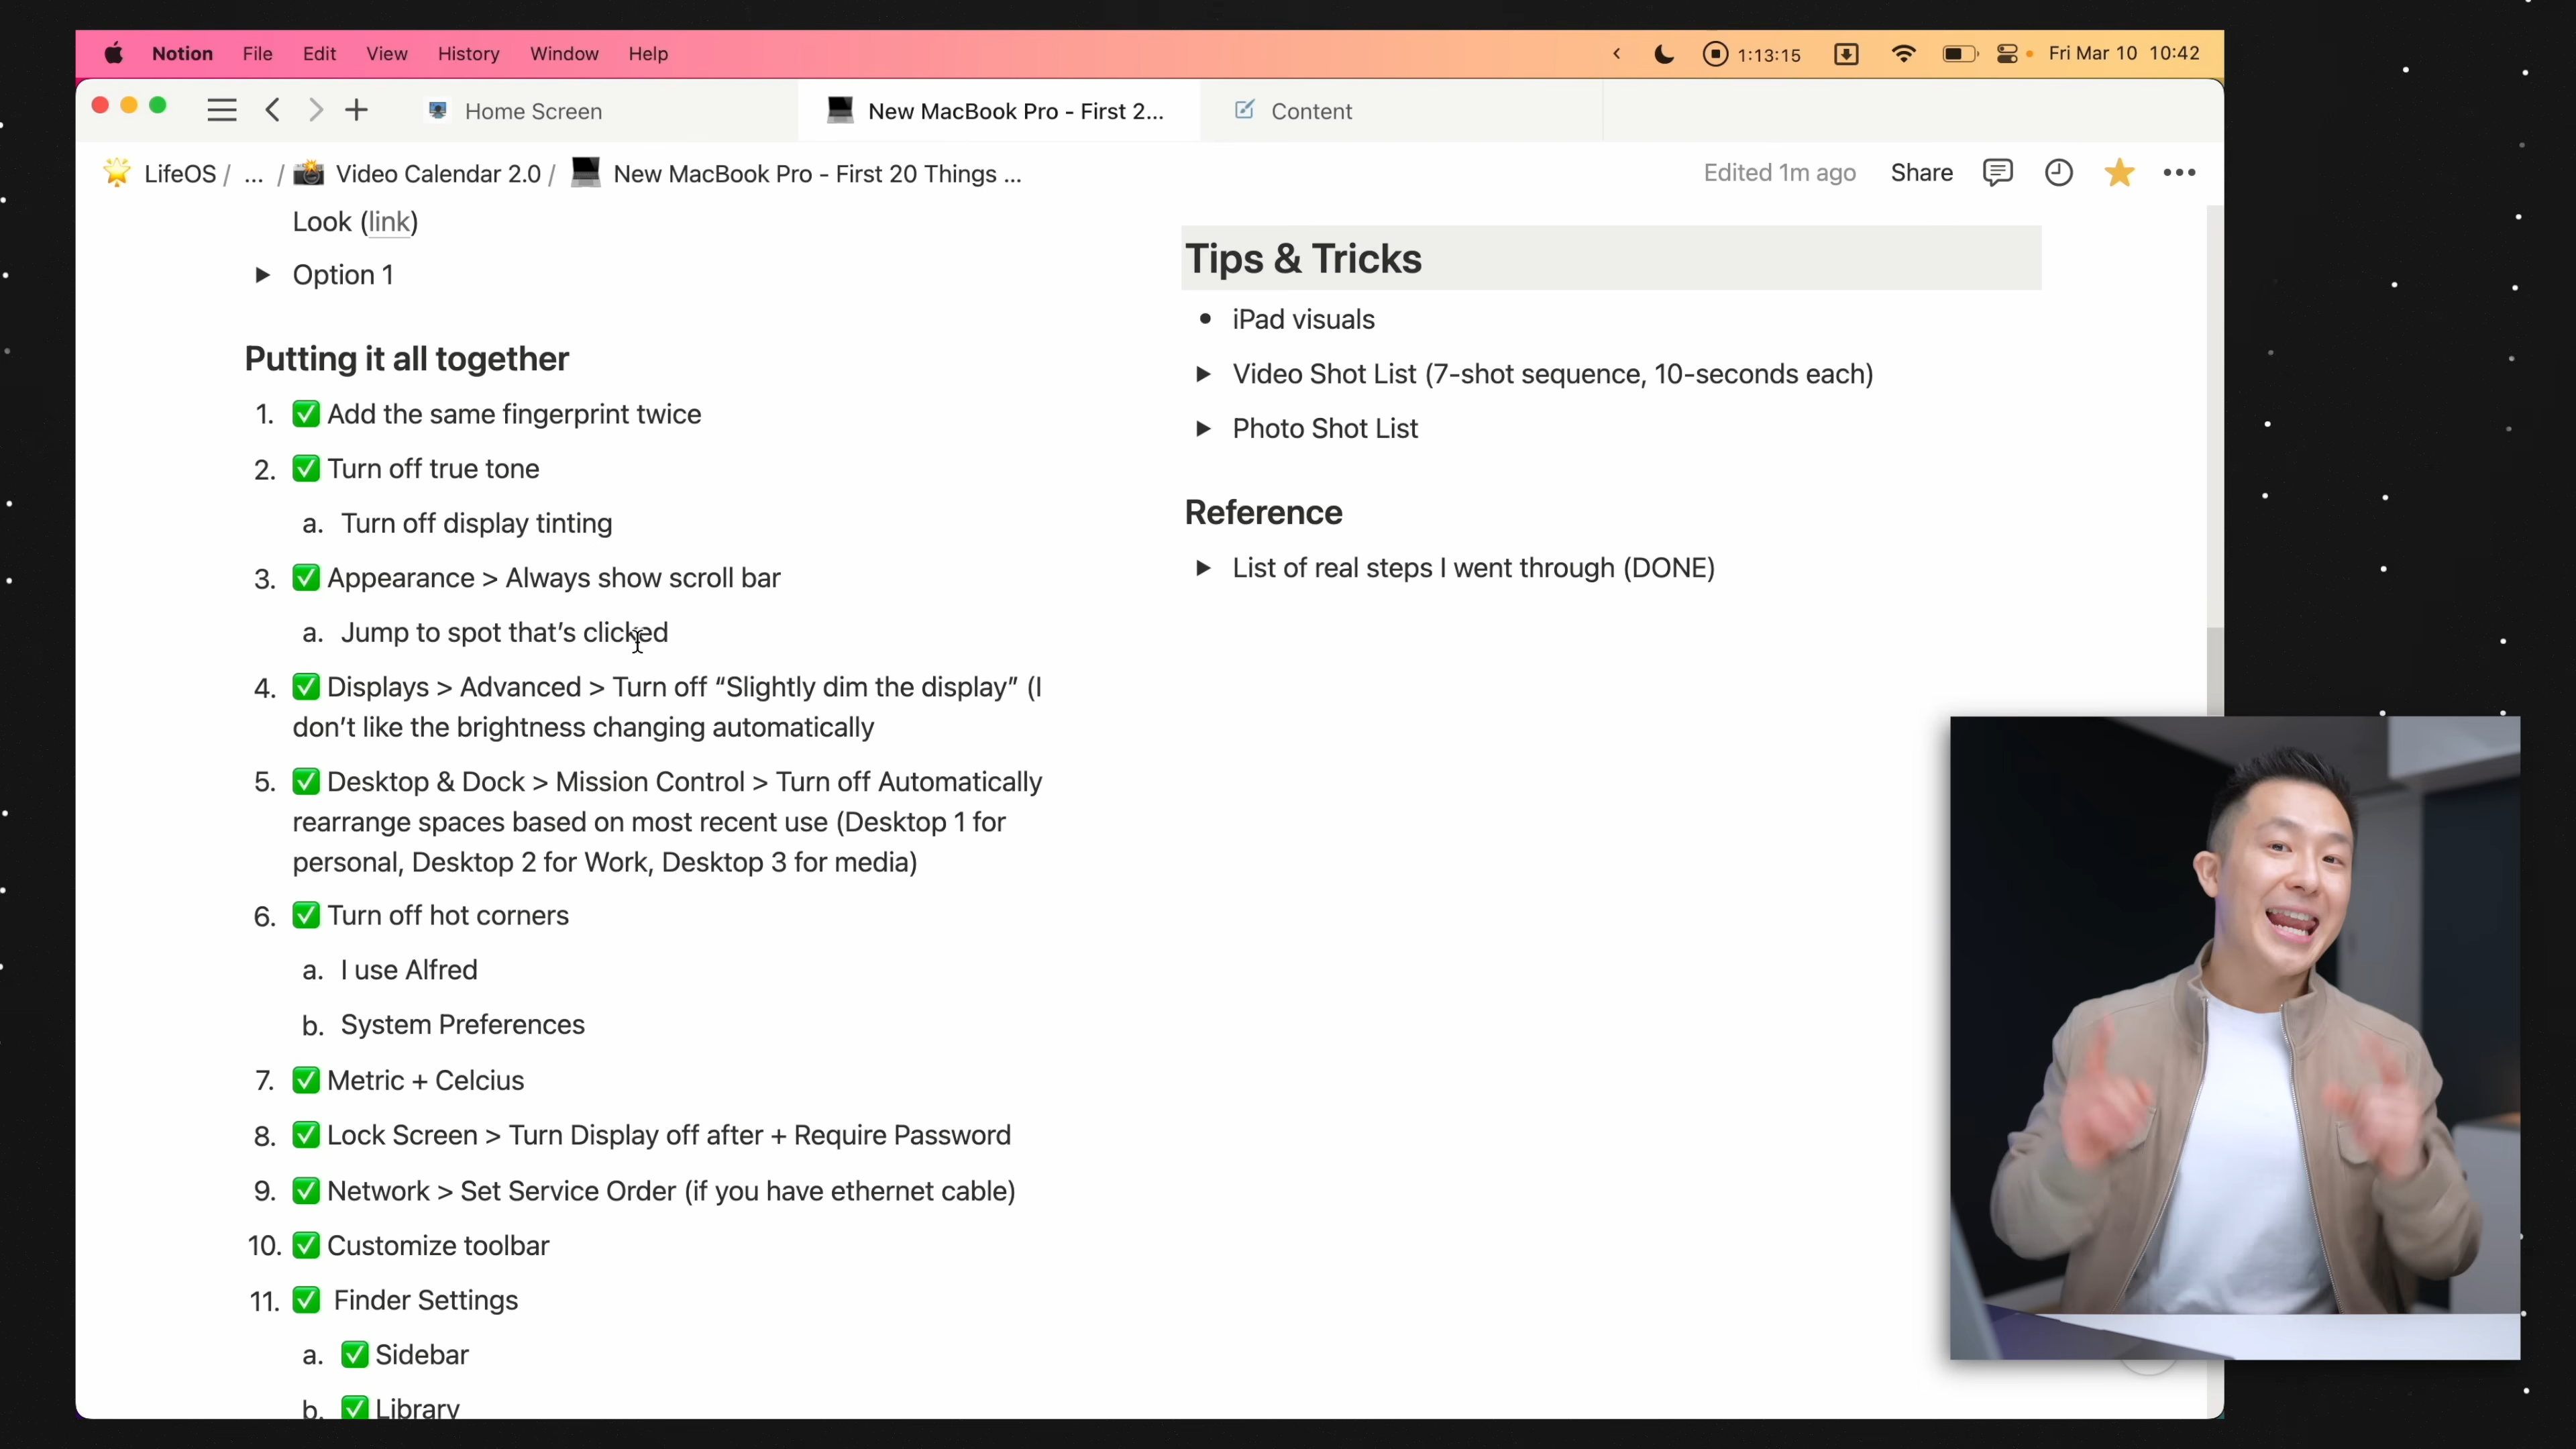 Notion File Edit View History Window Help
1:13:15 Fri Mar 10 10:42
Home Screen
New MacBook Pro - First 2...
Content
LifeOS / ... / Video Calendar 2.0 / New MacBook Pro - First 20 Things ...
Edited 1m ago Share
Look (link)
Option 1
Putting it all together
1. ✅ Add the same fingerprint twice
2. ✅ Turn off true tone
a. Turn off display tinting
3. ✅ Appearance > Always show scroll bar
a. Jump to spot that’s clicked
4. ✅ Displays > Advanced > Turn off “Slightly dim the display” (I
don’t like the brightness changing automatically
5. ✅ Desktop & Dock > Mission Control > Turn off Automatically
rearrange spaces based on most recent use (Desktop 1 for
personal, Desktop 2 for Work, Desktop 3 for media)
6. ✅ Turn off hot corners
a. I use Alfred
b. System Preferences
7. ✅ Metric + Celcius
8. ✅ Lock Screen > Turn Display off after + Require Password
9. ✅ Network > Set Service Order (if you have ethernet cable)
10. ✅ Customize toolbar
11. ✅ Finder Settings
a. ✅ Sidebar
b. ✅ Library
Tips & Tricks
• iPad visuals
Video Shot List (7-shot sequence, 10-seconds each)
Photo Shot List
Reference
List of real steps I went through (DONE)